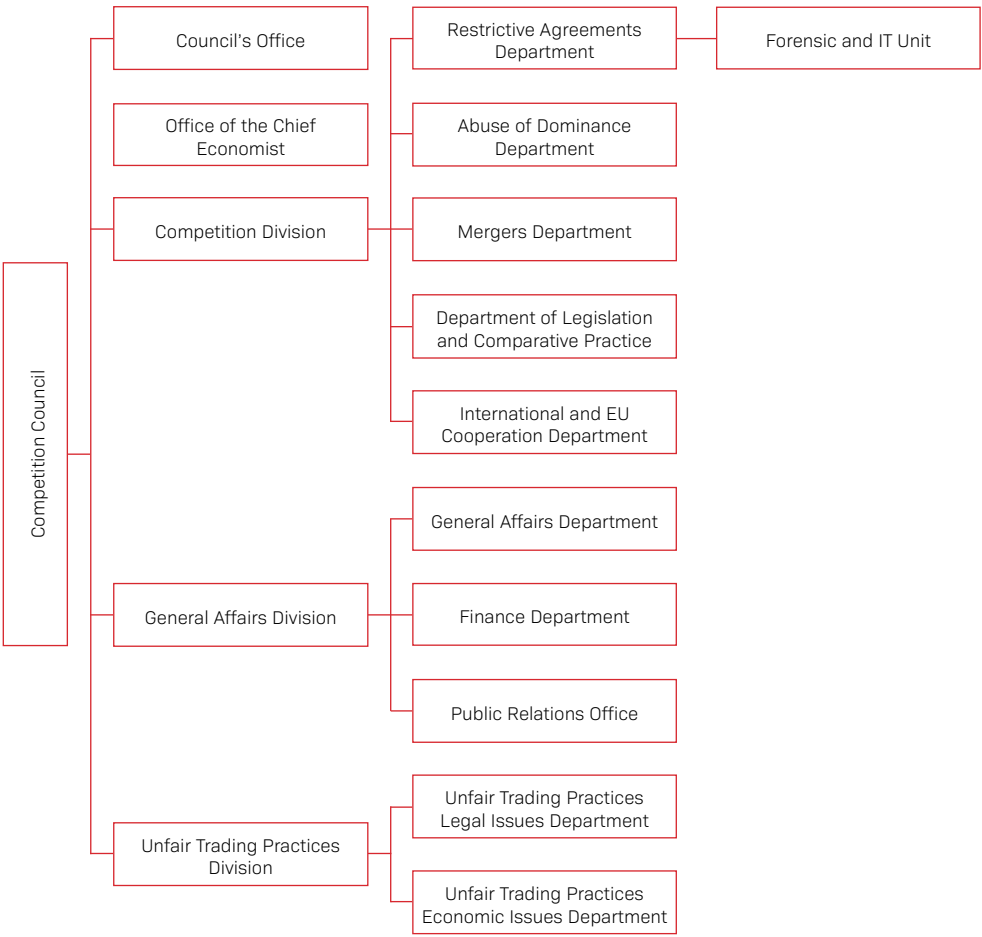 Competition Council
Council’s Office
Office of the Chief
Economist
Competition Division
Restrictive Agreements
Department
Forensic and IT Unit
Abuse of Dominance
Department
Mergers Department
Department of Legislation
and Comparative Practice
International and EU
Cooperation Department
General Affairs Division
General Affairs Department
Finance Department
Public Relations Office
Unfair Trading Practices
Division
Unfair Trading Practices
Legal Issues Department
Unfair Trading Practices
Economic Issues Department